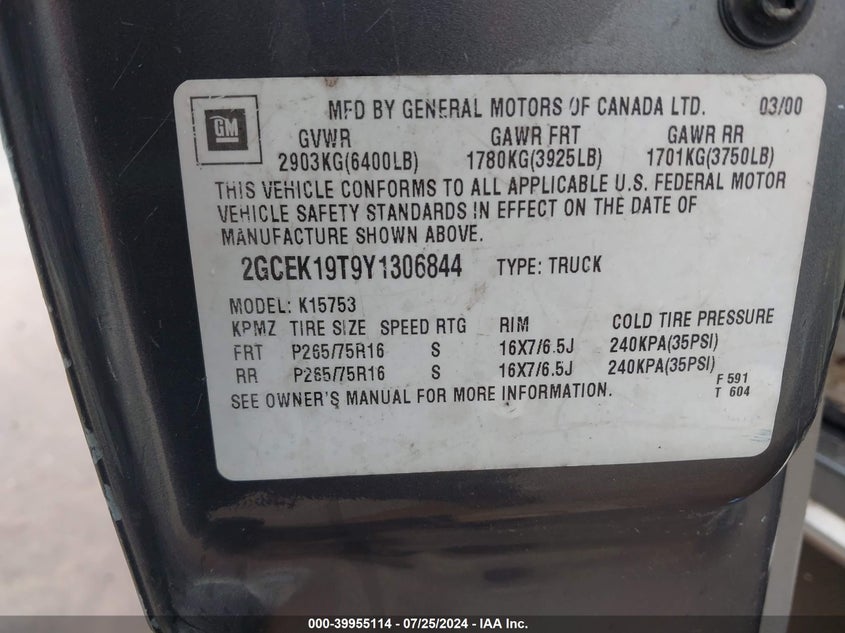 GM
MFD BY GENERAL MOTORS OF CANADA LTD. 03/00
GVWR GAWR FRT GAWR RR
2903KG(6400LB) 1780KG(3925LB) 1701KG(3750LB)
THIS VEHICLE CONFORMS TO ALL APPLICABLE U.S. FEDERAL MOTOR
VEHICLE SAFETY STANDARDS IN EFFECT ON THE DATE OF
MANUFACTURE SHOWN ABOVE.
2GCEK19T9Y1306844 TYPE: TRUCK
MODEL: K15753
KPMZ TIRE SIZE SPEED RTG RIM COLD TIRE PRESSURE
FRT P265/75R16 S 16X7/6.5J 240KPA(35PSI)
RR P265/75R16 S 16X7/6.5J 240KPA(35PSI)
SEE OWNER'S MANUAL FOR MORE INFORMATION.
F 591
T 604
000-39955114 - 07/25/2024 - IAA Inc.